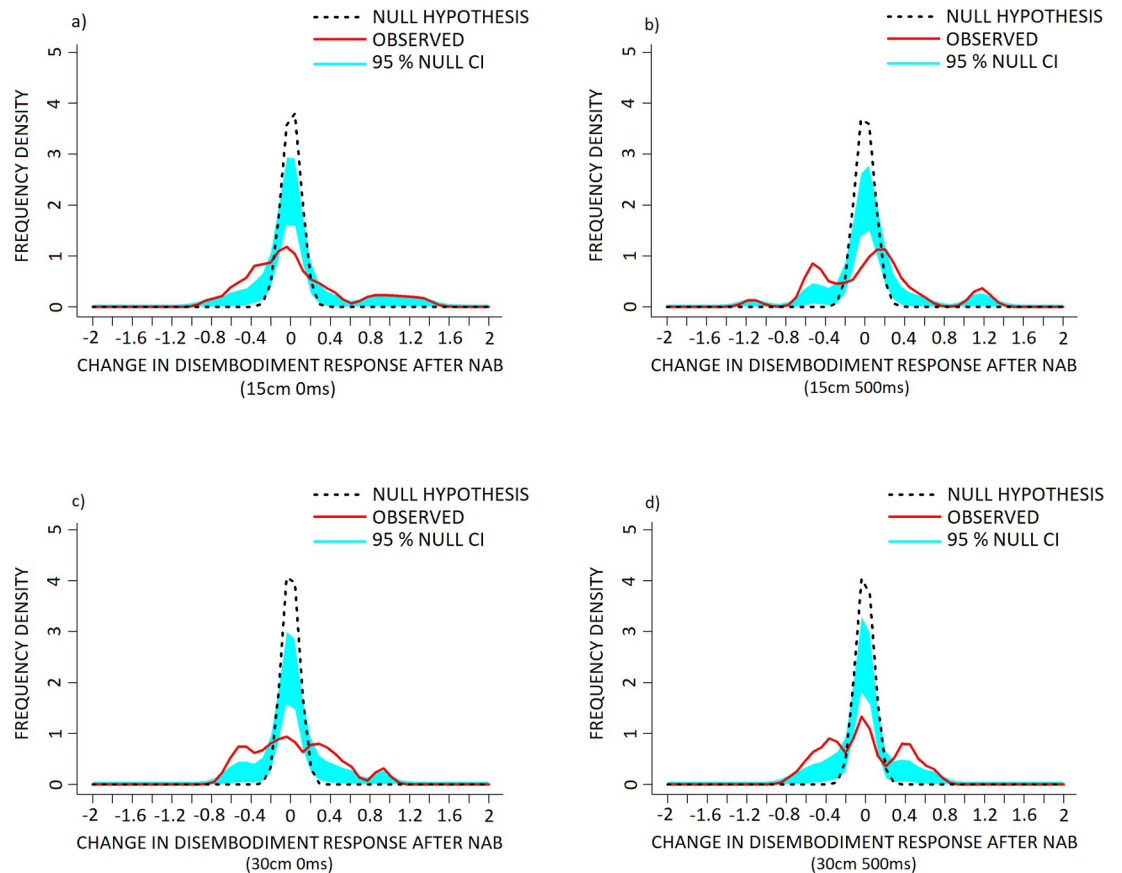 a)
NULL HYPOTHESIS
OBSERVED
95 % NULL CI
FREQUENCY DENSITY
5
4
3
2
1
0
-2 -1.6 -1.2 -0.8 -0.4 0 0.4 0.8 1.2 1.6 2
CHANGE IN DISEMBODIMENT RESPONSE AFTER NAB
(15cm 0ms)
b)
NULL HYPOTHESIS
OBSERVED
95 % NULL CI
FREQUENCY DENSITY
5
4
3
2
1
0
-2 -1.6 -1.2 -0.8 -0.4 0 0.4 0.8 1.2 1.6 2
CHANGE IN DISEMBODIMENT RESPONSE AFTER NAB
(15cm 500ms)
c)
NULL HYPOTHESIS
OBSERVED
95 % NULL CI
FREQUENCY DENSITY
5
4
3
2
1
0
-2 -1.6 -1.2 -0.8 -0.4 0 0.4 0.8 1.2 1.6 2
CHANGE IN DISEMBODIMENT RESPONSE AFTER NAB
(30cm 0ms)
d)
NULL HYPOTHESIS
OBSERVED
95 % NULL CI
FREQUENCY DENSITY
5
4
3
2
1
0
-2 -1.6 -1.2 -0.8 -0.4 0 0.4 0.8 1.2 1.6 2
CHANGE IN DISEMBODIMENT RESPONSE AFTER NAB
(30cm 500ms)